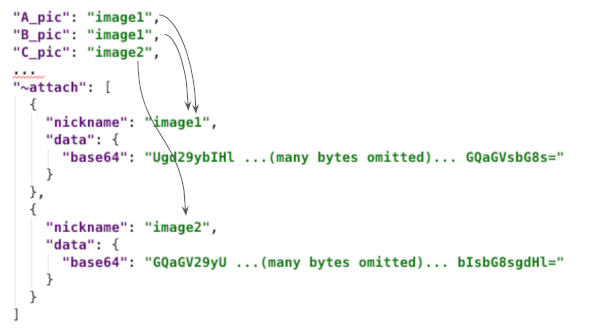 "A_pic": "image1",
"B_pic": "image1",
"C_pic": "image2",
...
"~attach": [
{
"nickname": "image1",
"data": {
"base64": "Ugd29ybIHl ...(many bytes omitted)... GQaGVsbG8s="
}
},
{
"nickname": "image2",
"data": {
"base64": "GQaGV29yU ...(many bytes omitted)... bIsbG8sgdHl="
}
}
]